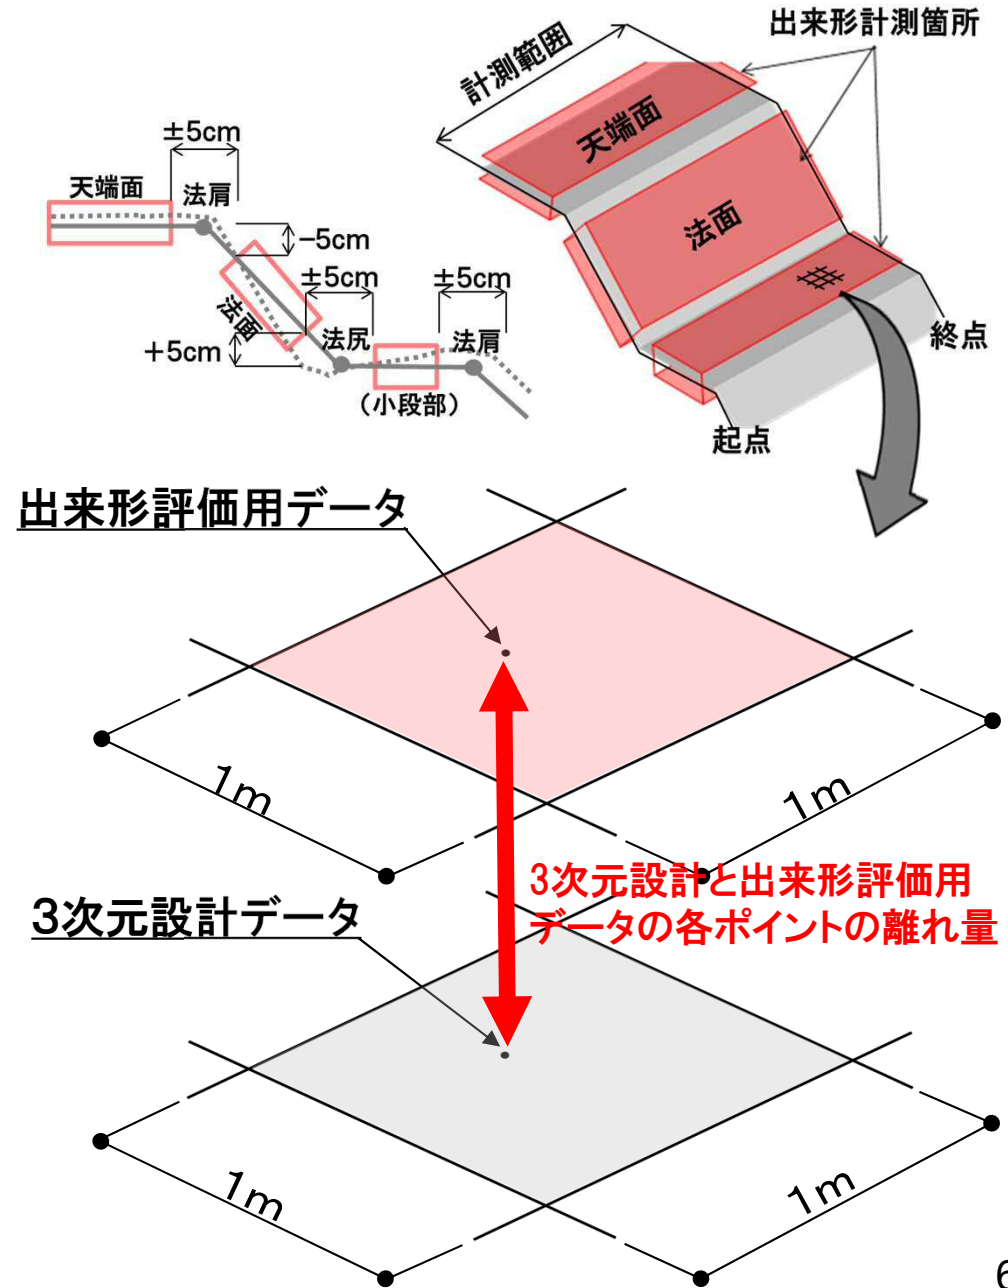 出来形計測箇所
計測範囲
天端面
法面
終点
起点
±5cm
天端面
法肩
-5cm
±5cm
±5cm
法面
法尻
法肩
+5cm
(小段部)
出来形評価用データ
1m
1m
3次元設計と出来形評価用
データの各ポイントの離れ量
3次元設計データ
1m
1m